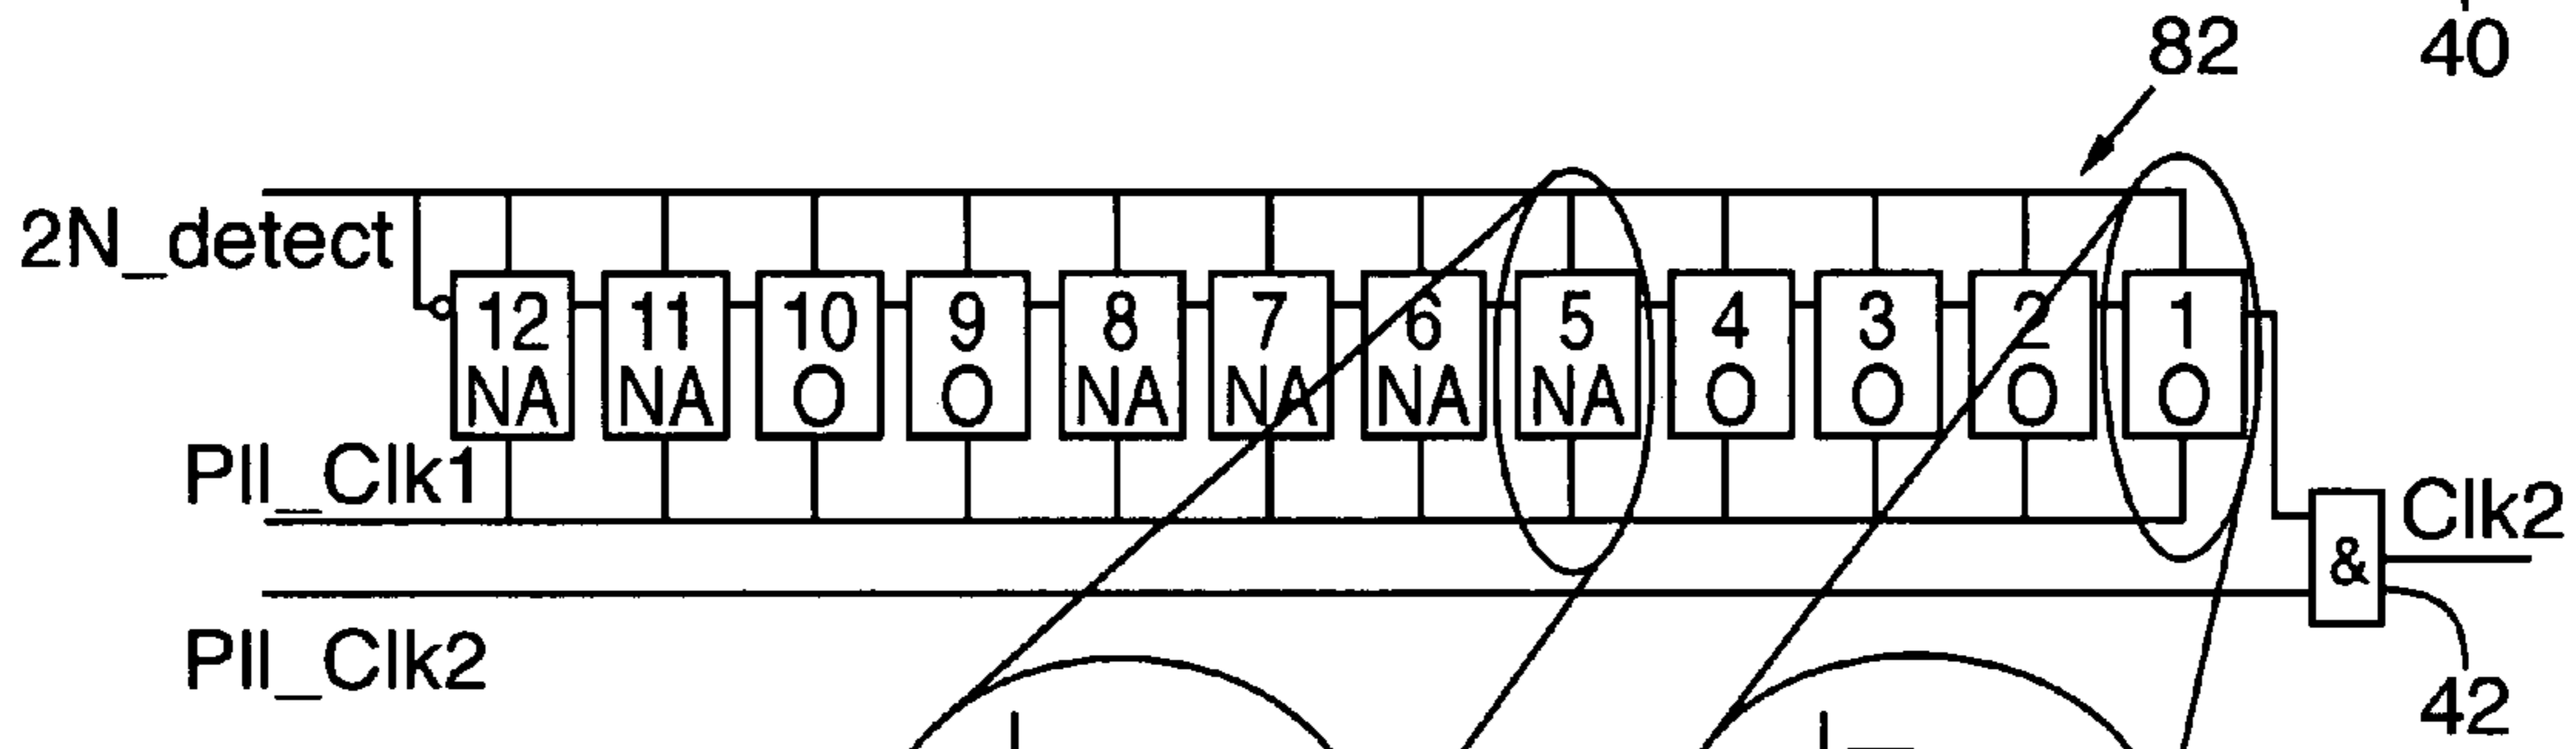 82
40
2N_detect
12 11 10 9 8 7 6 5 4 3 2 1
NA NA O O NA NA NA NA O O O O
Pll_Clk1
Clk2
&
Pll_Clk2
42